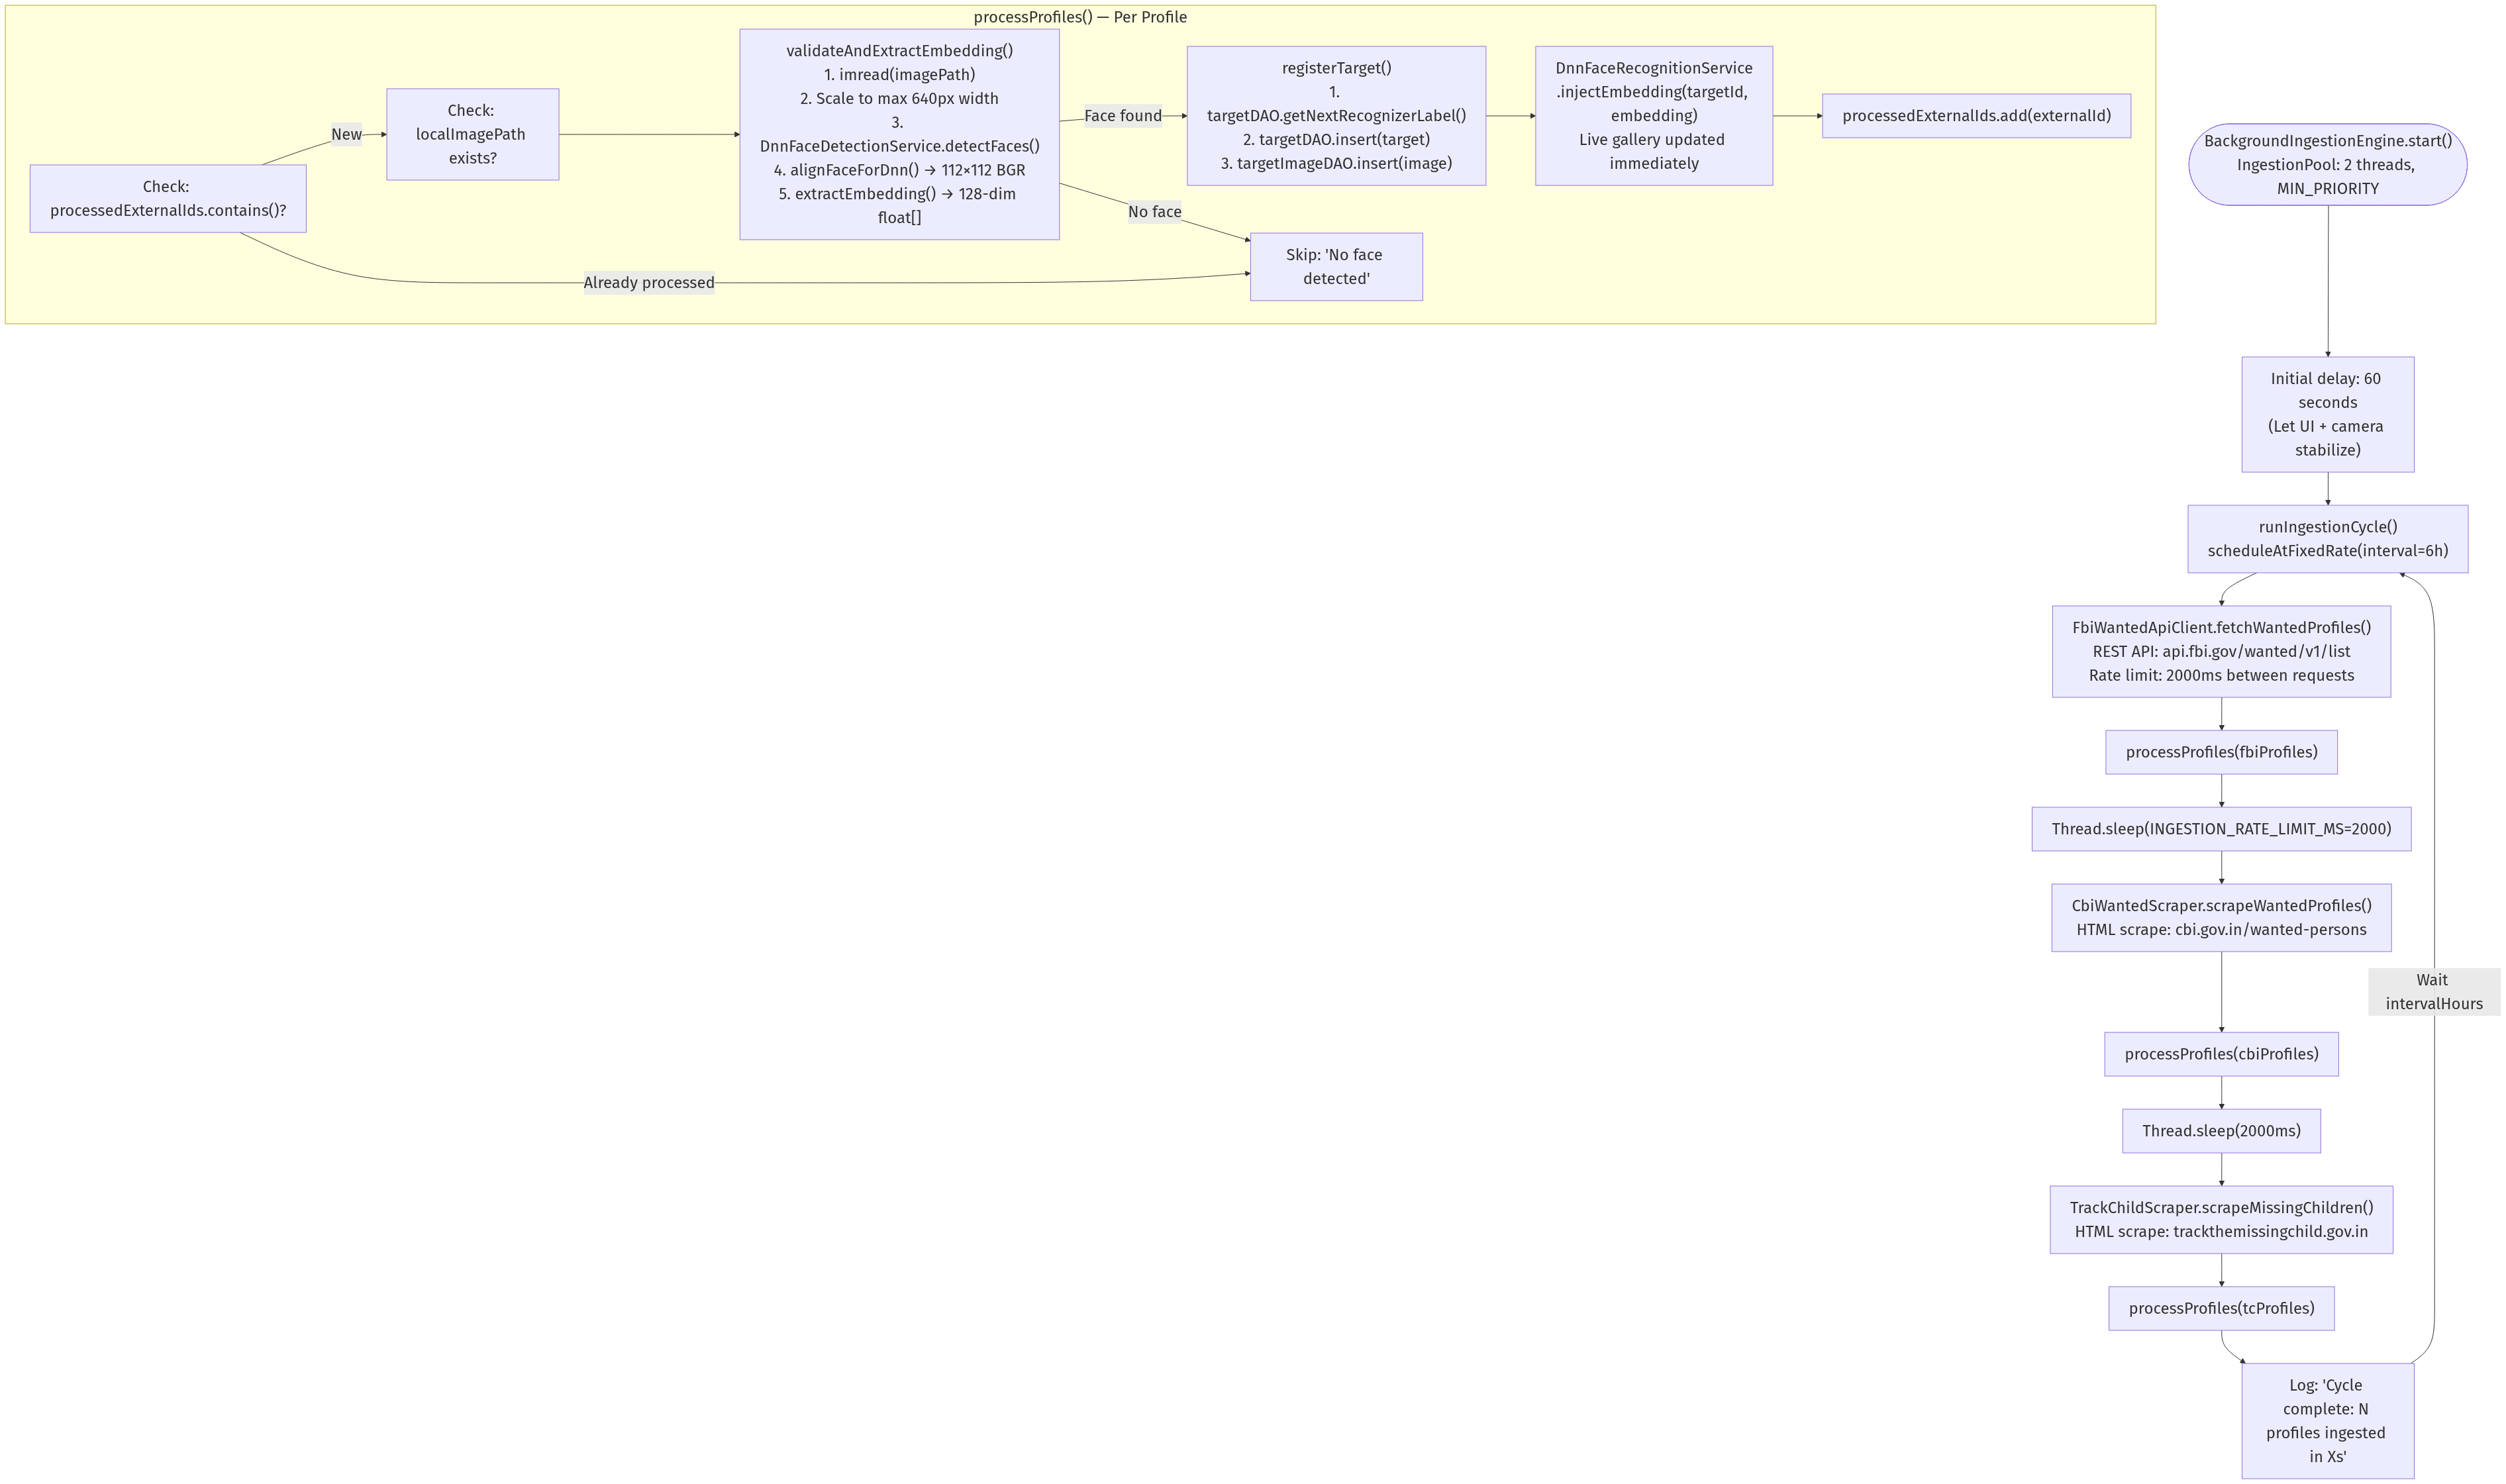 processProfiles() — Per Profile
Check:
processedExternalIds.contains()?
New
Already processed
Check:
localImagePath
exists?
validateAndExtractEmbedding()
1. imread(imagePath)
2. Scale to max 640px width
3.
DnnFaceDetectionService.detectFaces()
4. alignFaceForDnn() → 112×112 BGR
5. extractEmbedding() → 128-dim
float[]
Face found
No face
registerTarget()
1.
targetDAO.getNextRecognizerLabel()
2. targetDAO.insert(target)
3. targetImageDAO.insert(image)
Skip: 'No face
detected'
DnnFaceRecognitionService
.injectEmbedding(targetId,
embedding)
Live gallery updated
immediately
processedExternalIds.add(externalId)
BackgroundIngestionEngine.start()
IngestionPool: 2 threads,
MIN_PRIORITY
Initial delay: 60
seconds
(Let UI + camera
stabilize)
runIngestionCycle()
scheduleAtFixedRate(interval=6h)
FbiWantedApiClient.fetchWantedProfiles()
REST API: api.fbi.gov/wanted/v1/list
Rate limit: 2000ms between requests
processProfiles(fbiProfiles)
Thread.sleep(INGESTION_RATE_LIMIT_MS=2000)
CbiWantedScraper.scrapeWantedProfiles()
HTML scrape: cbi.gov.in/wanted-persons
Wait
intervalHours
processProfiles(cbiProfiles)
Thread.sleep(2000ms)
TrackChildScraper.scrapeMissingChildren()
HTML scrape: trackthemissingchild.gov.in
processProfiles(tcProfiles)
Log: 'Cycle
complete: N
profiles ingested
in Xs'